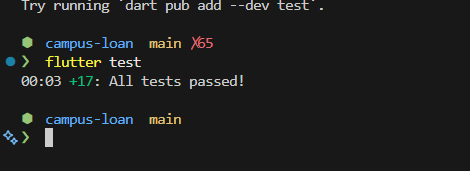 Try running `dart pub add --dev test`.
campus-loan main X65
❯ flutter test
00:03 +17: All tests passed!
campus-loan main
❯